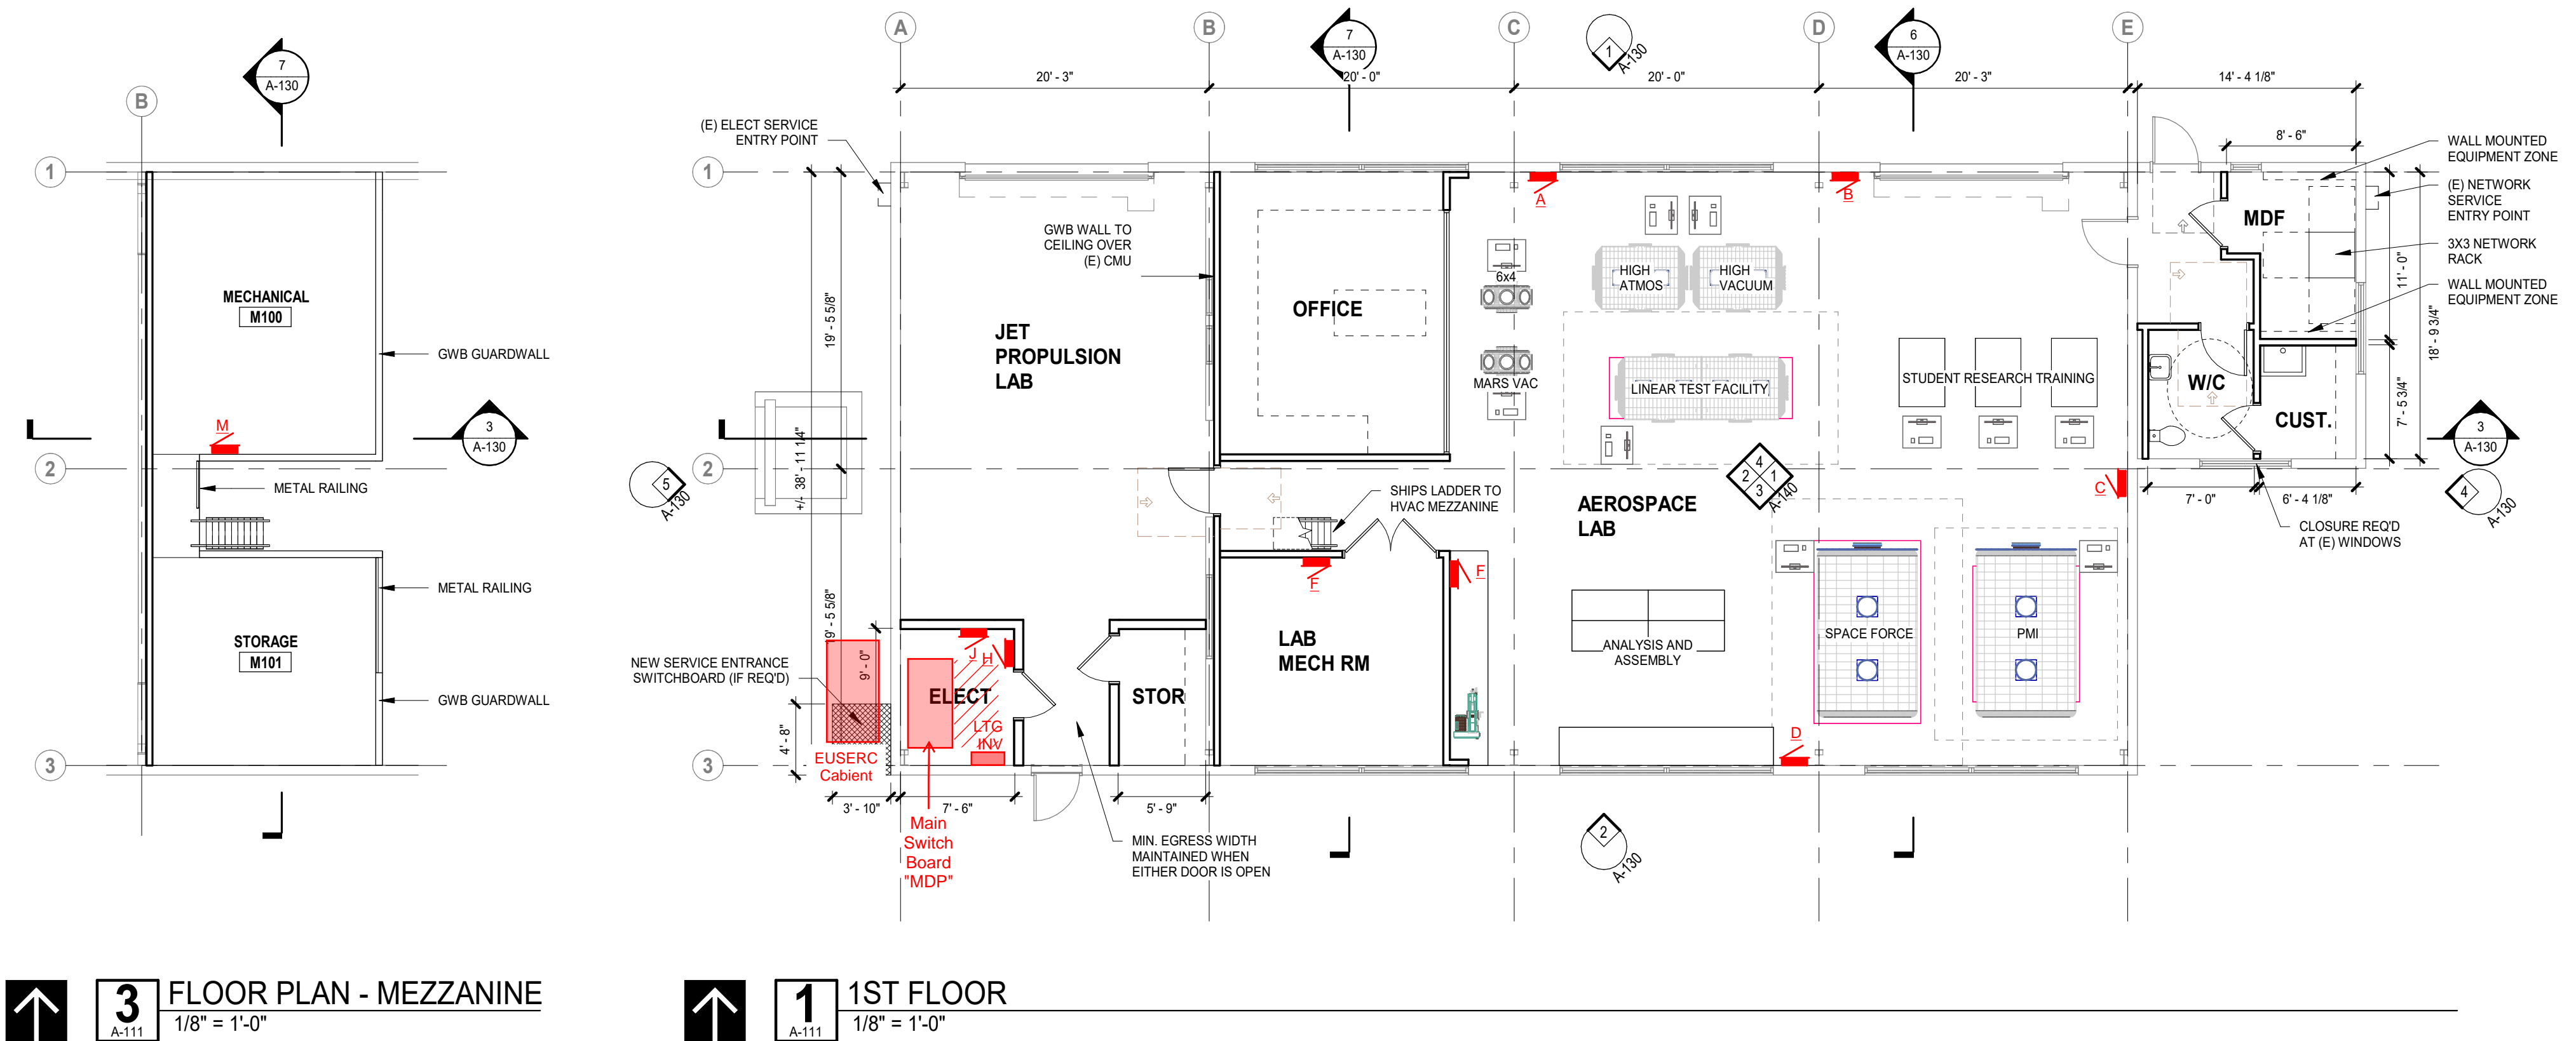 7
A-130
B
1
MECHANICAL
M100
GWB GUARDWALL
M
3
A-130
2
METAL RAILING
METAL RAILING
STORAGE
M101
GWB GUARDWALL
3
3
A-111
FLOOR PLAN - MEZZANINE
1/8" = 1'-0"
A
B
C
D
E
7
A-130
1
A-130
6
A-130
20' - 3"
20' - 0"
20' - 0"
20' - 3"
14' - 4 1/8"
8' - 6"
(E) ELECT SERVICE
ENTRY POINT
WALL MOUNTED
EQUIPMENT ZONE
1
(E) NETWORK
SERVICE
ENTRY POINT
A
B
MDF
GWB WALL TO
CEILING OVER
(E) CMU
3X3 NETWORK
RACK
WALL MOUNTED
EQUIPMENT ZONE
19' - 5 5/8"
11' - 0"
18' - 9 3/4"
HIGH
ATMOS
HIGH
VACUUM
6x4
OFFICE
JET
PROPULSION
LAB
MARS VAC
LINEAR TEST FACILITY
STUDENT RESEARCH TRAINING
W/C
CUST.
7' - 5 3/4"
3
A-130
+/- 38' - 11 1/4"
2
5
A-130
4
2
1
3
A-140
C
4
A-130
7' - 0"
6' - 4 1/8"
SHIPS LADDER TO
HVAC MEZZANINE
AEROSPACE
LAB
CLOSURE REQ'D
AT (E) WINDOWS
F
F
9' - 5 5/8"
9' - 0"
NEW SERVICE ENTRANCE
SWITCHBOARD (IF REQ'D)
J
H
ELECT
STOR
LAB
MECH RM
ANALYSIS AND
ASSEMBLY
SPACE FORCE
PMI
LTG
INV
D
4' - 8"
EUSERC
Cabient
3
3' - 10"
7' - 6"
5' - 9"
Main
Switch
Board
"MDP"
MIN. EGRESS WIDTH
MAINTAINED WHEN
EITHER DOOR IS OPEN
2
A-130
1
A-111
1ST FLOOR
1/8" = 1'-0"